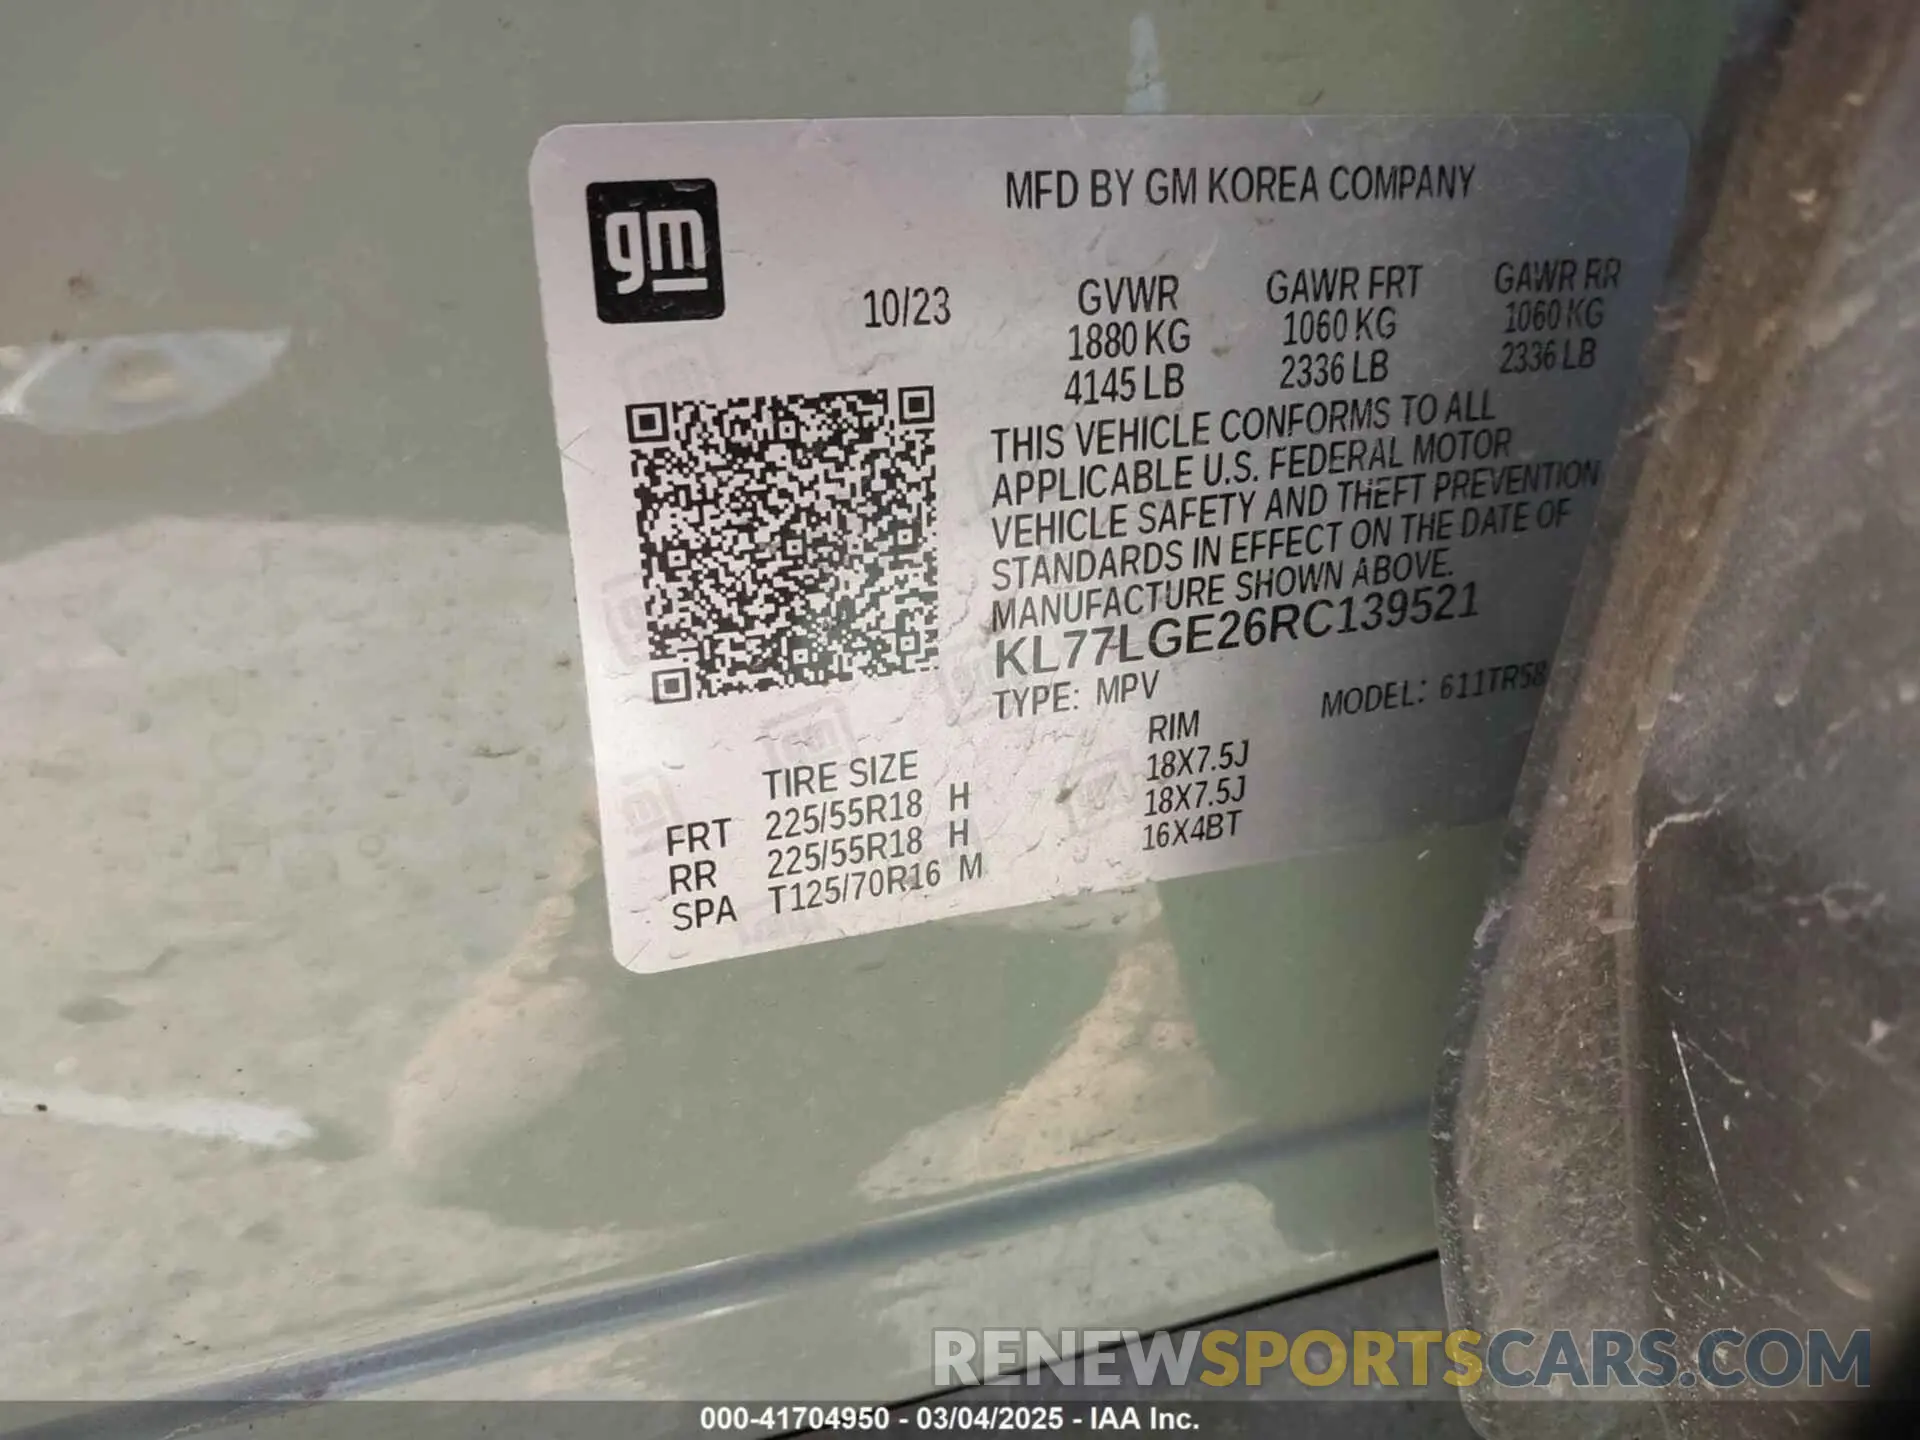 gm
MFD BY GM KOREA COMPANY
10/23
GVWR GAWR FRT GAWR RR
1880 KG 1060 KG 1060 KG
4145 LB 2336 LB 2336 LB
THIS VEHICLE CONFORMS TO ALL
APPLICABLE U.S. FEDERAL MOTOR
VEHICLE SAFETY AND THEFT PREVENTION
STANDARDS IN EFFECT ON THE DATE OF
MANUFACTURE SHOWN ABOVE.
KL77LGE26RC139521
TYPE: MPV MODEL: 611TR58
TIRE SIZE RIM
FRT 225/55R18 H 18X7.5J
RR 225/55R18 H 18X7.5J
SPA T125/70R16 M 16X4BT
RENEWSPORTSCARS.COM
000-41704950 - 03/04/2025 - IAA Inc.